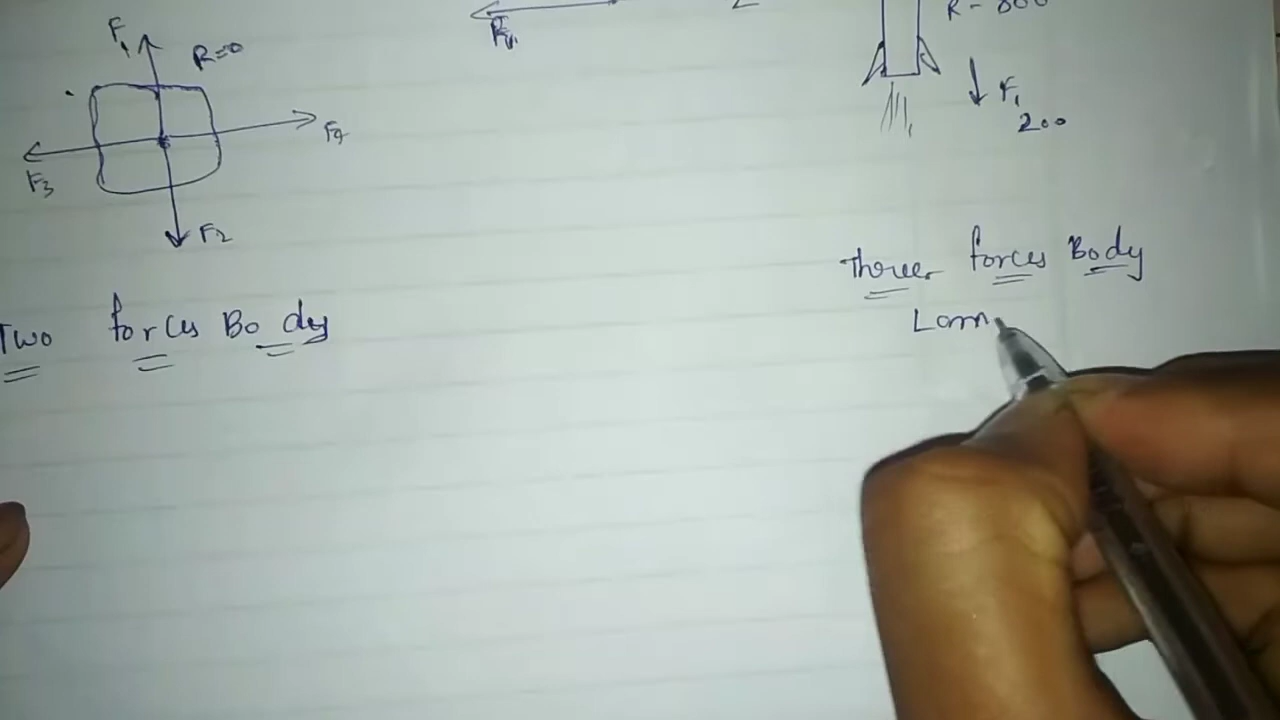 F1
R=0
F4
F3
F2
Two forces Body
R-800
F1
200
Three forces Body
Lam